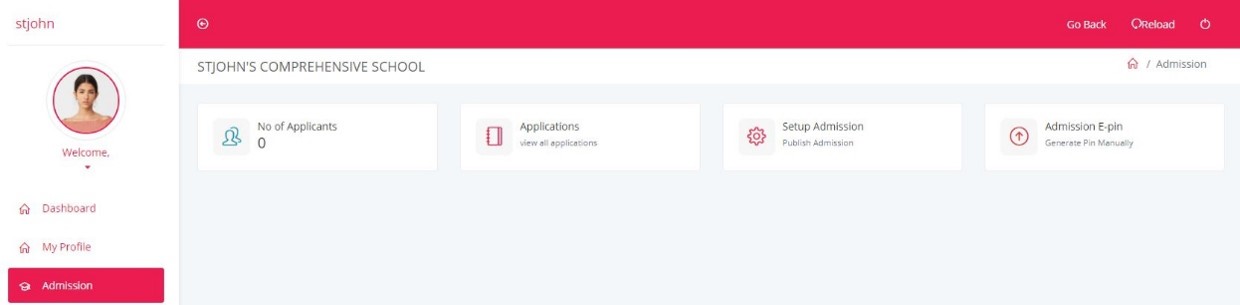 stjohn
Go Back
Reload
STJOHN'S COMPREHENSIVE SCHOOL
/ Admission
Welcome,
No of Applicants
0
Applications
view all applications
Setup Admission
Publish Admission
Admission E-pin
Generate Pin Manually
Dashboard
My Profile
Admission